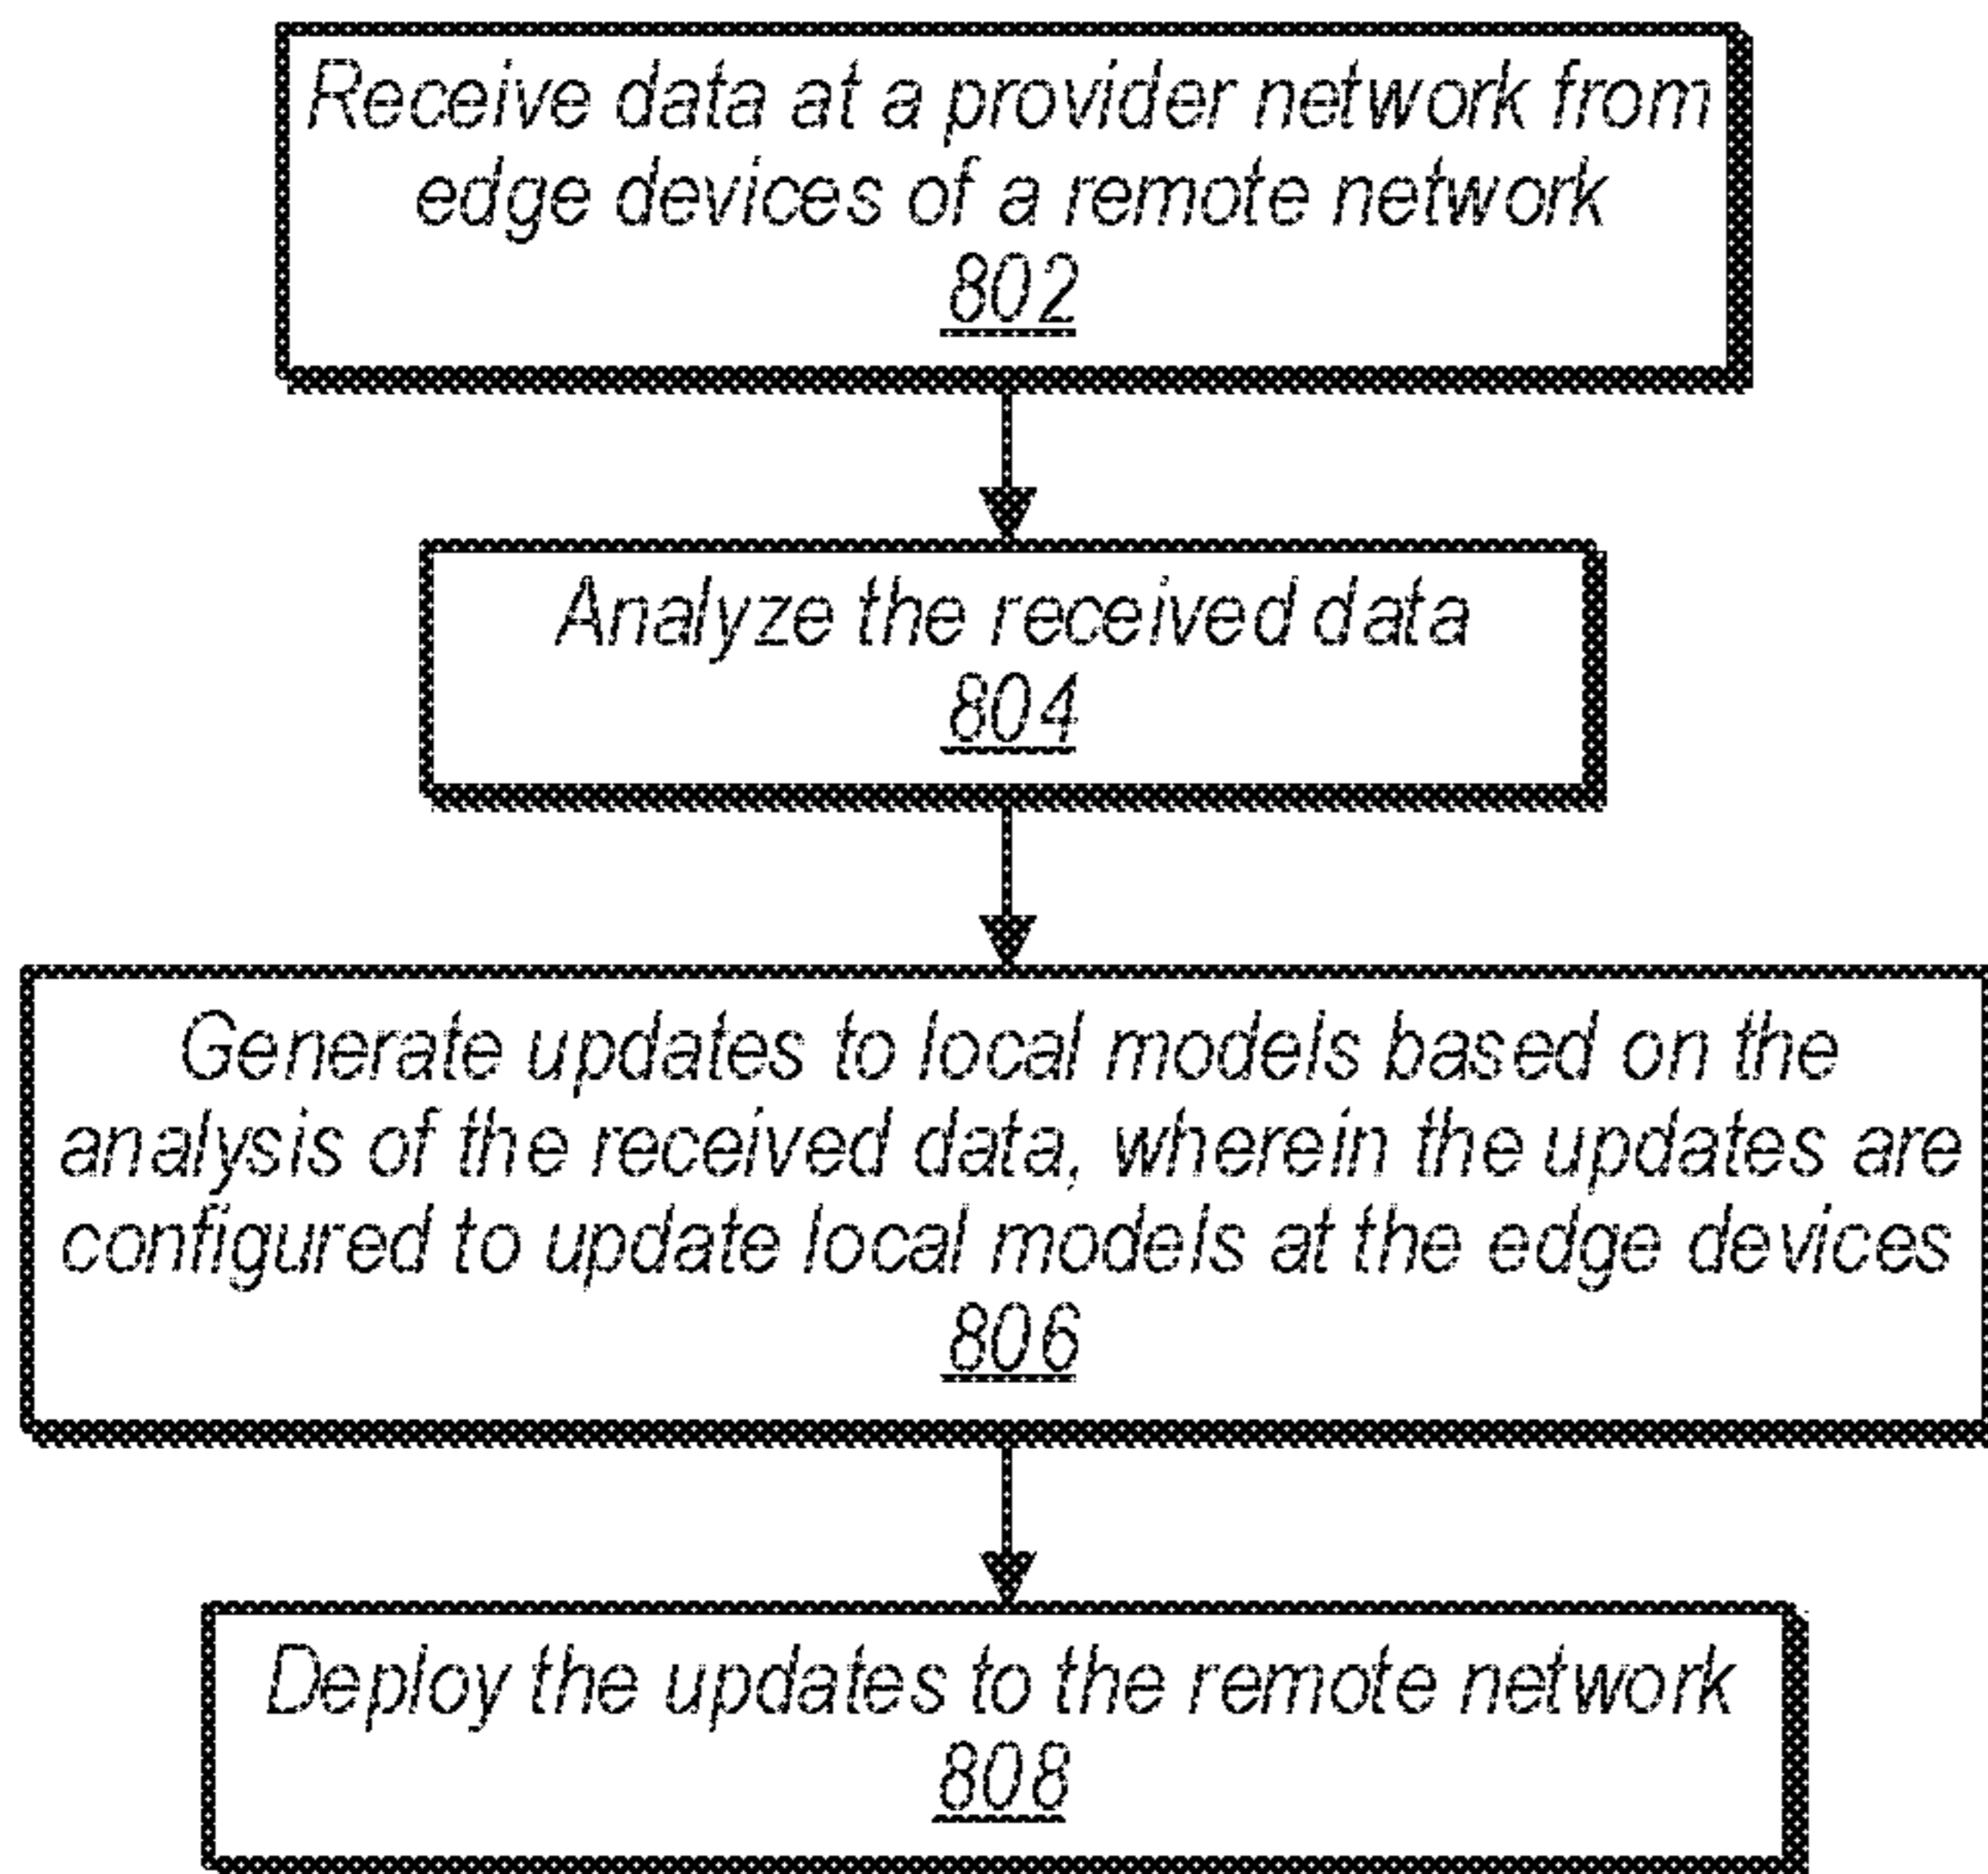 Receive data at a provider network from
edge devices of a remote network
802
Analyze the received data
804
Generate updates to local models based on the
analysis of the received data, wherein the updates are
configured to update local models at the edge devices
806
Deploy the updates to the remote network
808